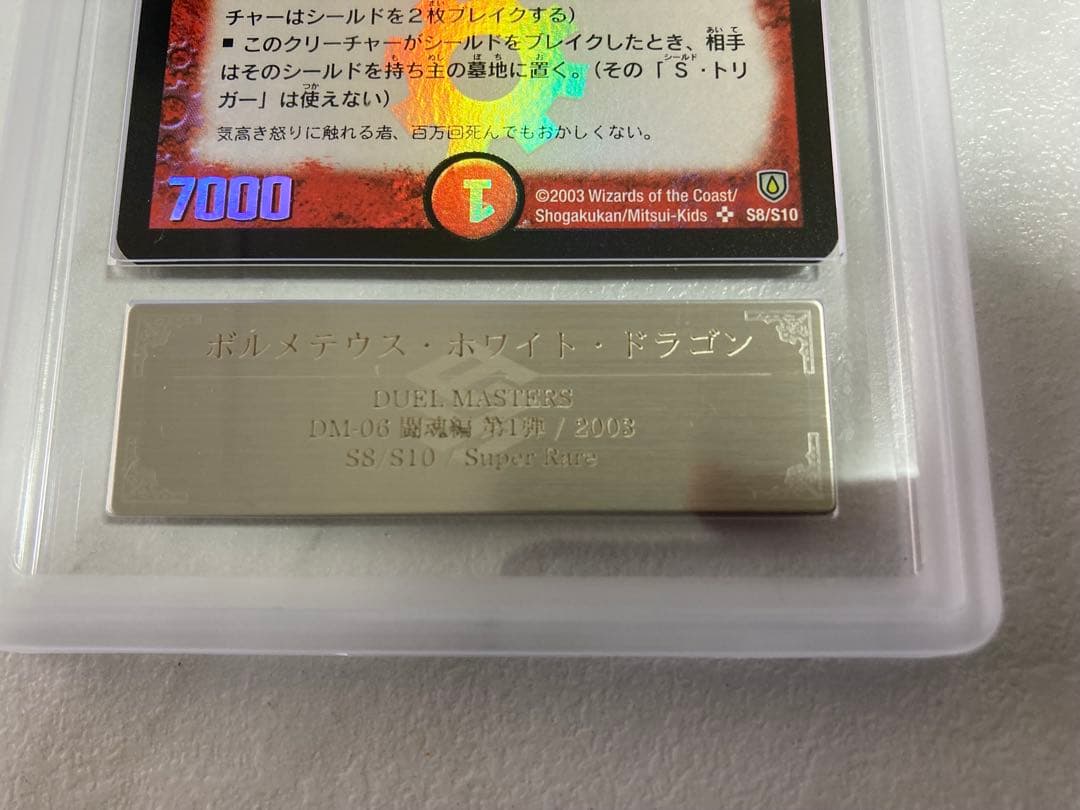 チャーはシールドを2枚ブレイクする)
■ このクリーチャーがシールドをブレイクしたとき、相手
はそのシールドを持ち主の墓地に置く。(その「S・トリ
ガー」は使えない)
気高き怒りに触れる者、百万回死んでもおかしくない。
7000
1
©2003 Wizards of the Coast/
Shogakukan/Mitsui-Kids
S8/S10
ボルメテウス・ホワイト・ドラゴン
DUEL MASTERS
DM-06 闘魂編 第1弾 / 2003
S8/S10 / Super Rare